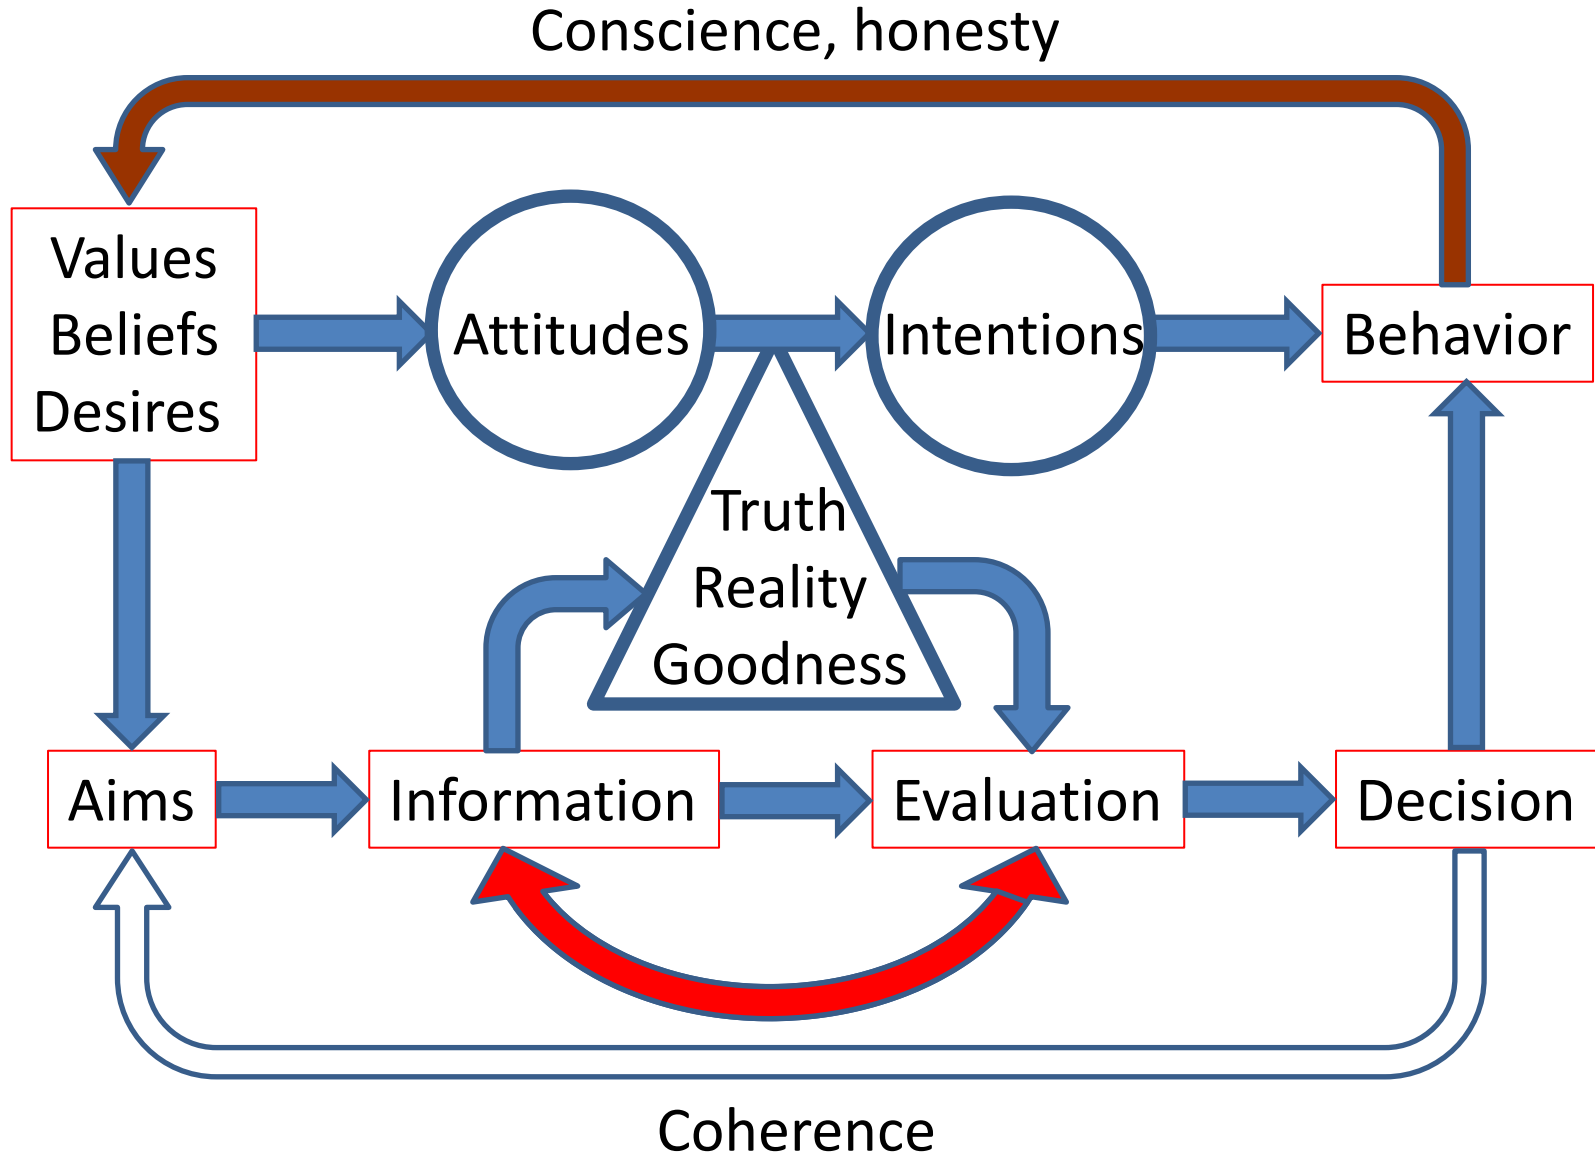 Conscience, honesty
Values
Beliefs
Desires
Attitudes
Intentions
Behavior
Truth
Reality
Goodness
Aims
Information
Evaluation
Decision
Coherence